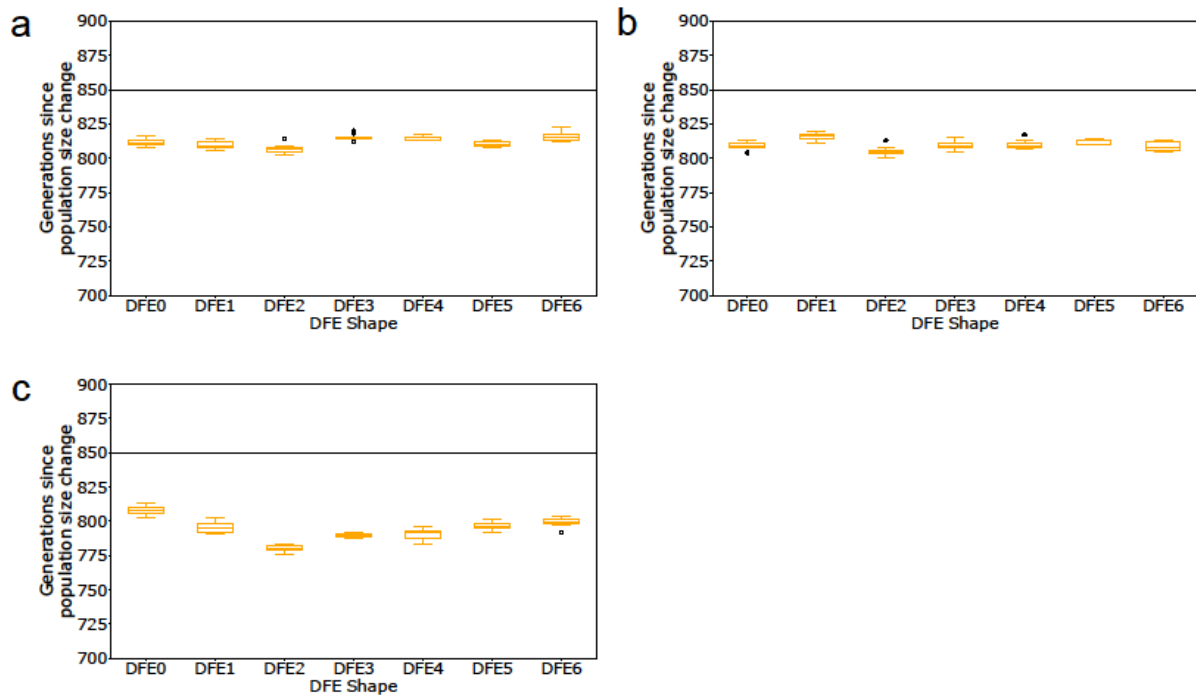 a
900
875
850
825
800
775
750
725
700
Generations since
population size change
DFE0 DFE1 DFE2 DFE3 DFE4 DFE5 DFE6
DFE Shape
b
900
875
850
825
800
775
750
725
700
Generations since
population size change
DFE0 DFE1 DFE2 DFE3 DFE4 DFE5 DFE6
DFE Shape
c
900
875
850
825
800
775
750
725
700
Generations since
population size change
DFE0 DFE1 DFE2 DFE3 DFE4 DFE5 DFE6
DFE Shape